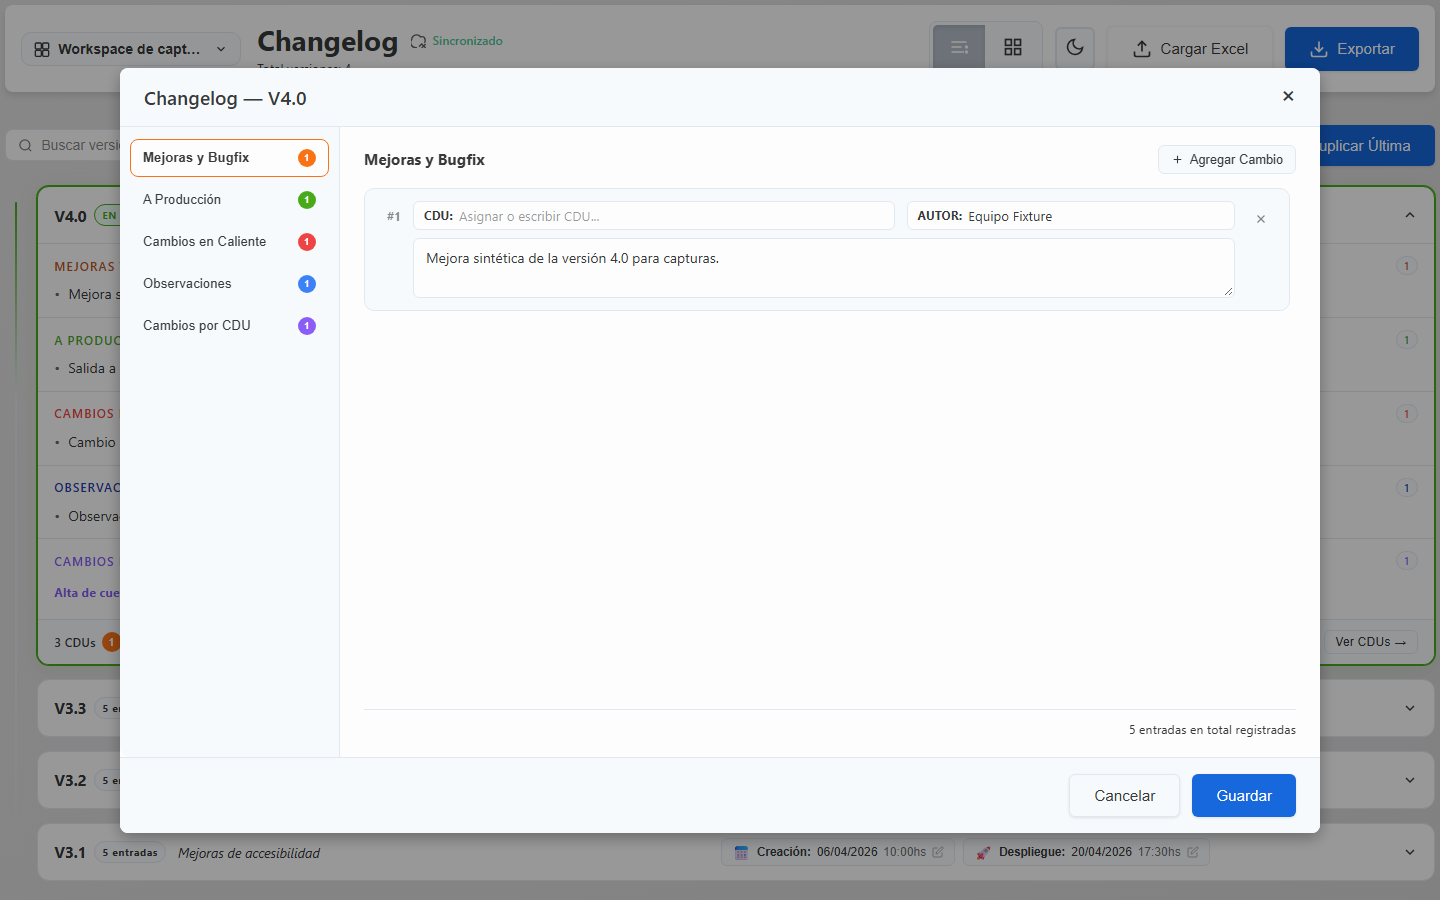 Workspace de capt...
Changelog
Sincronizado
Cargar Excel
Exportar
Changelog — V4.0
Buscar versi
uplicar Última
Mejoras y Bugfix 1
A Producción 1
Cambios en Caliente 1
Observaciones 1
Cambios por CDU 1
Mejoras y Bugfix
+ Agregar Cambio
#1
CDU: Asignar o escribir CDU...
AUTOR: Equipo Fixture
Mejora sintética de la versión 4.0 para capturas.
5 entradas en total registradas
Cancelar
Guardar
V4.0 EN
MEJORAS
1
• Mejora s
A PRODUC
1
• Salida a
CAMBIOS
1
• Cambio
OBSERVAC
1
• Observa
CAMBIOS
1
Alta de cue
3 CDUs 1
Ver CDUs →
V3.3 5 e
V3.2 5 e
V3.1 5 entradas Mejoras de accesibilidad
Creación: 06/04/2026 10:00hs
Despliegue: 20/04/2026 17:30hs